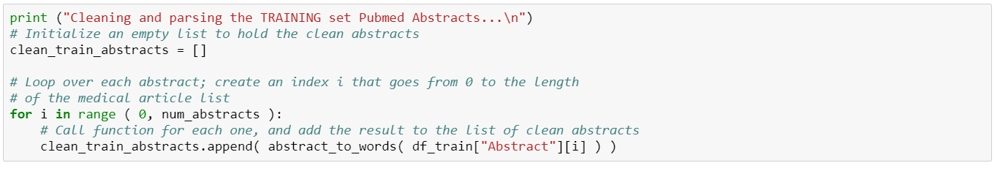 print ("Cleaning and parsing the TRAINING set Pubmed Abstracts...\n")
# Initialize an empty list to hold the clean abstracts
clean_train_abstracts = []

# Loop over each abstract; create an index i that goes from 0 to the length
# of the medical article list
for i in range ( 0, num_abstracts ):
    # Call function for each one, and add the result to the list of clean abstracts
    clean_train_abstracts.append( abstract_to_words( df_train["Abstract"][i] ) )